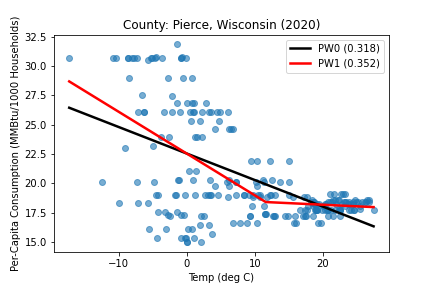 County: Pierce, Wisconsin (2020)
PW0 (0.318)
PW1 (0.352)
Per-Capita Consumption (MMBtu/1000 Households)
32.5
30.0
27.5
25.0
22.5
20.0
17.5
15.0
−10
0
10
20
Temp (deg C)